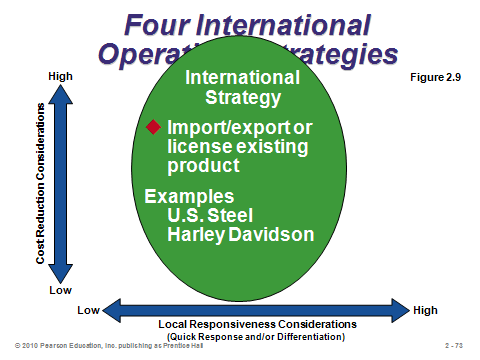 Four International
Operati trategies
High
Figure 2.9
International
Strategy
Import/export or
license existing
product
Examples
U.S. Steel
Harley Davidson
Cost Reduction Considerations
Low
Low
High
Local Responsiveness Considerations
(Quick Response and/or Differentiation)
© 2010 Pearson Education, Inc. publishing as Prentice Hall
2 - 73